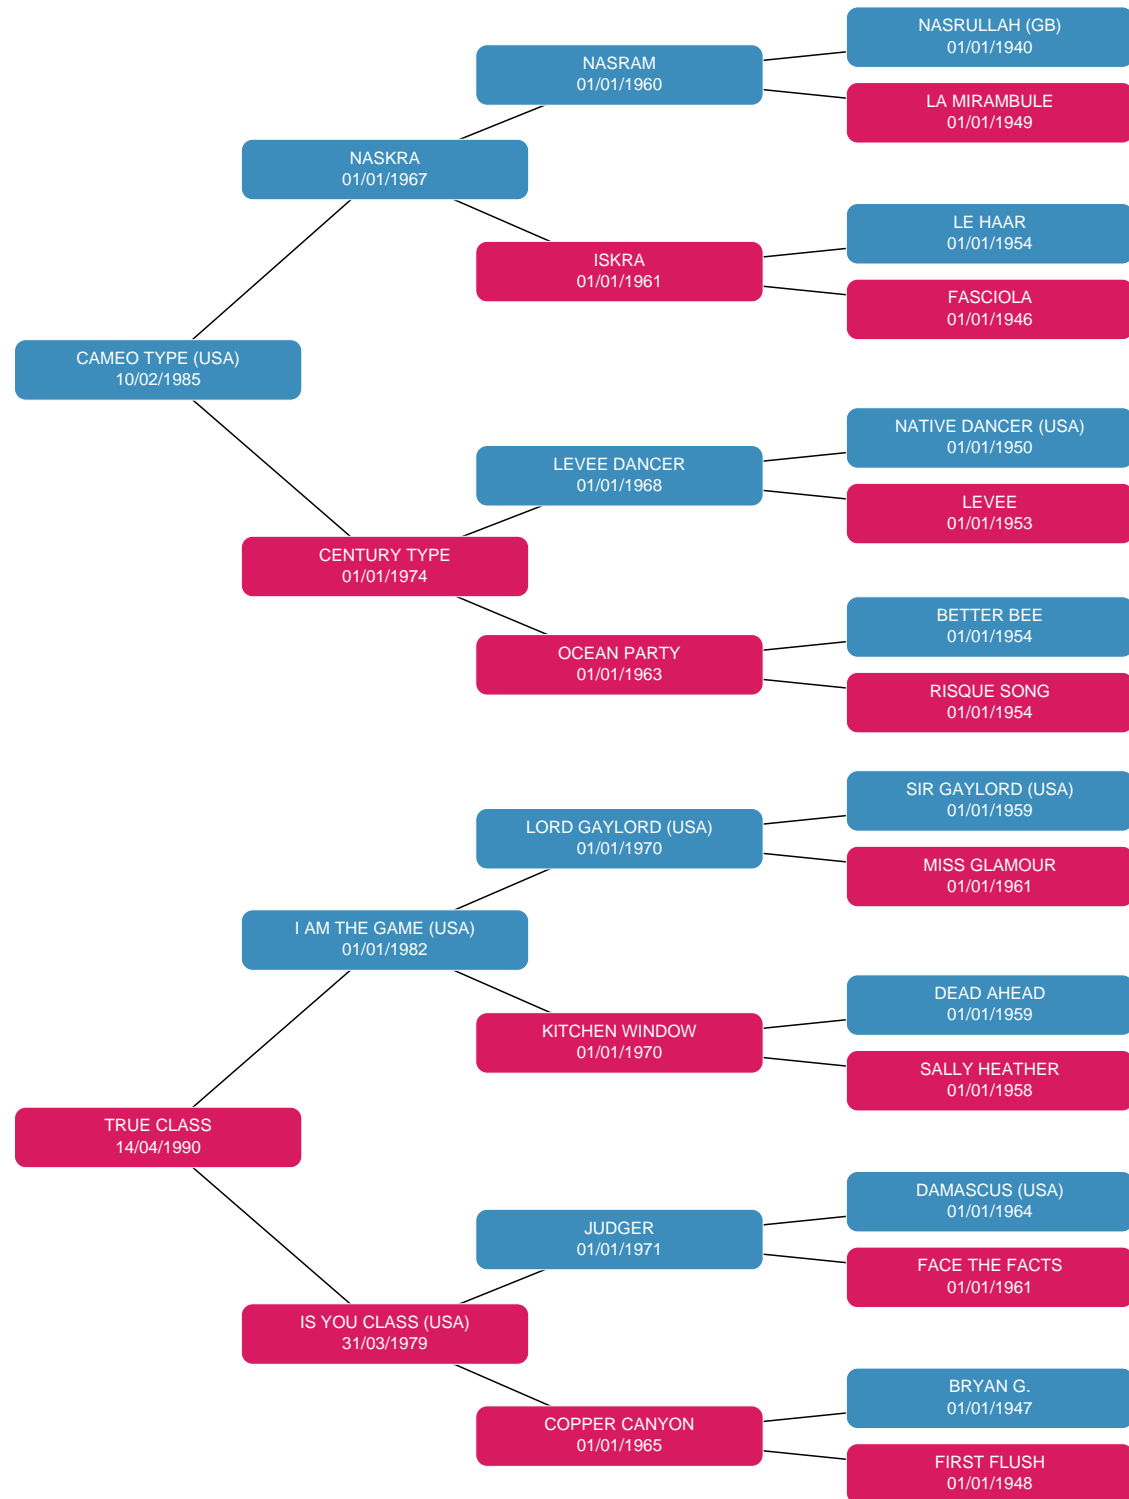 NASRULLAH (GB)
01/01/1940
NASRAM
01/01/1960
LA MIRAMBULE
01/01/1949
NASKRA
01/01/1967
LE HAAR
01/01/1954
ISKRA
01/01/1961
FASCIOLA
01/01/1946
CAMEO TYPE (USA)
10/02/1985
NATIVE DANCER (USA)
01/01/1950
LEVEE DANCER
01/01/1968
LEVEE
01/01/1953
CENTURY TYPE
01/01/1974
BETTER BEE
01/01/1954
OCEAN PARTY
01/01/1963
RISQUE SONG
01/01/1954
SIR GAYLORD (USA)
01/01/1959
LORD GAYLORD (USA)
01/01/1970
MISS GLAMOUR
01/01/1961
I AM THE GAME (USA)
01/01/1982
DEAD AHEAD
01/01/1959
KITCHEN WINDOW
01/01/1970
SALLY HEATHER
01/01/1958
TRUE CLASS
14/04/1990
DAMASCUS (USA)
01/01/1964
JUDGER
01/01/1971
FACE THE FACTS
01/01/1961
IS YOU CLASS (USA)
31/03/1979
BRYAN G.
01/01/1947
COPPER CANYON
01/01/1965
FIRST FLUSH
01/01/1948